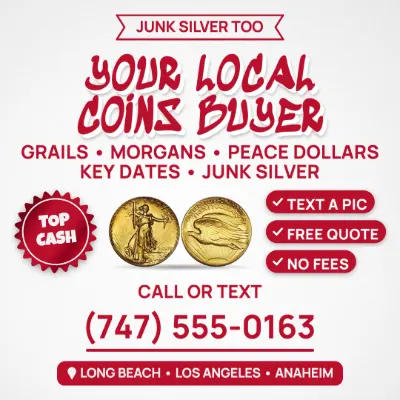 JUNK SILVER TOO
YOUR LOCAL
COINS BUYER
GRAILS • MORGANS • PEACE DOLLARS
KEY DATES • JUNK SILVER
TOP
CASH
TEXT A PIC
FREE QUOTE
NO FEES
CALL OR TEXT
(747) 555-0163
LONG BEACH • LOS ANGELES • ANAHEIM